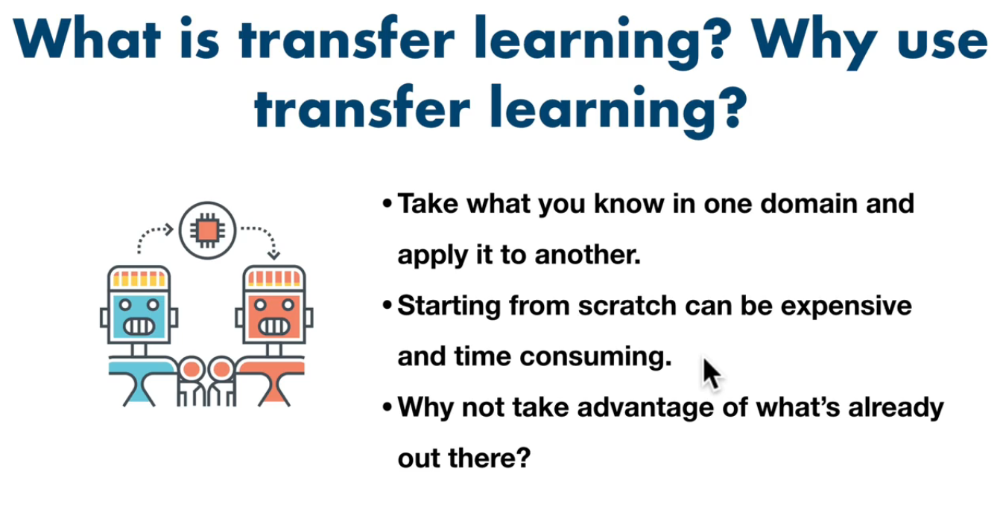 What is transfer learning? Why use
transfer learning?
• Take what you know in one domain and
apply it to another.
• Starting from scratch can be expensive
and time consuming.
• Why not take advantage of what’s already
out there?